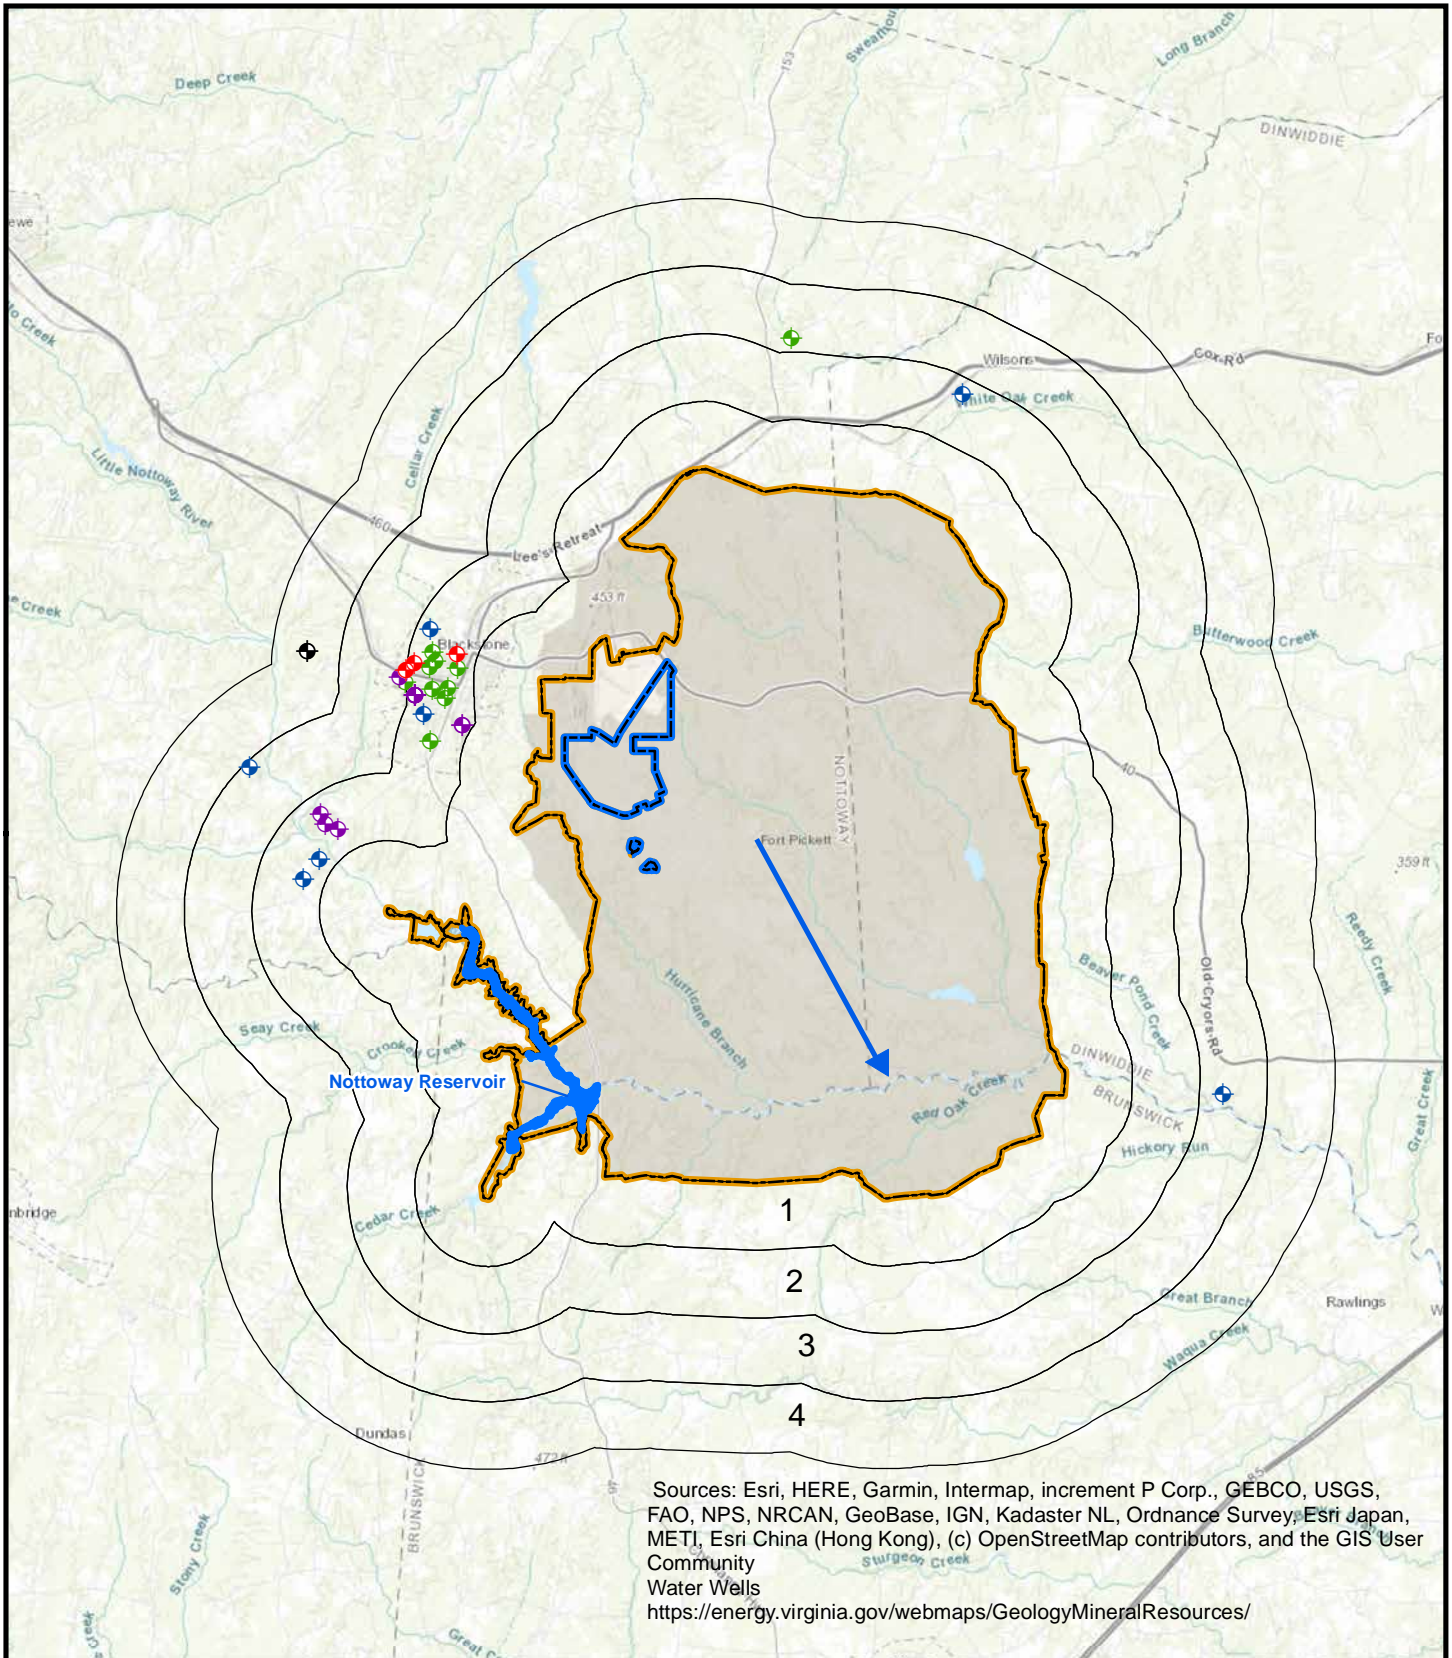 Long Branch
153
Deep Creek
DINWIDDIE
ewe
Wilsons
Cox Rd
White Oak Creek
Cellar Creek
Little Nottoway River
460
Lee's Retreat
453 ft
Butterwood Creek
Blackstone
NOTTOWAY
40
Fort Pickett
359 ft
Reedy Creek
Beaver Pond Creek
Old Cryors Rd
Hurricane Branch
Seay Creek
Crooked Creek
Nottoway Reservoir
DINWIDDIE
BRUNSWICK
Red Oak Creek
Great Creek
Hickory Run
Cedar Creek
nbridge
1
2
3
4
Great Branch
Rawlings
Waqua Creek
Dundas
472 ft
BRUNSWICK
Stony Creek
Sturgeon Creek
Sources: Esri, HERE, Garmin, Intermap, increment P Corp., GEBCO, USGS,
FAO, NPS, NRCAN, GeoBase, IGN, Kadaster NL, Ordnance Survey, Esri Japan,
METI, Esri China (Hong Kong), (c) OpenStreetMap contributors, and the GIS User
Community
Water Wells
https://energy.virginia.gov/webmaps/GeologyMineralResources/